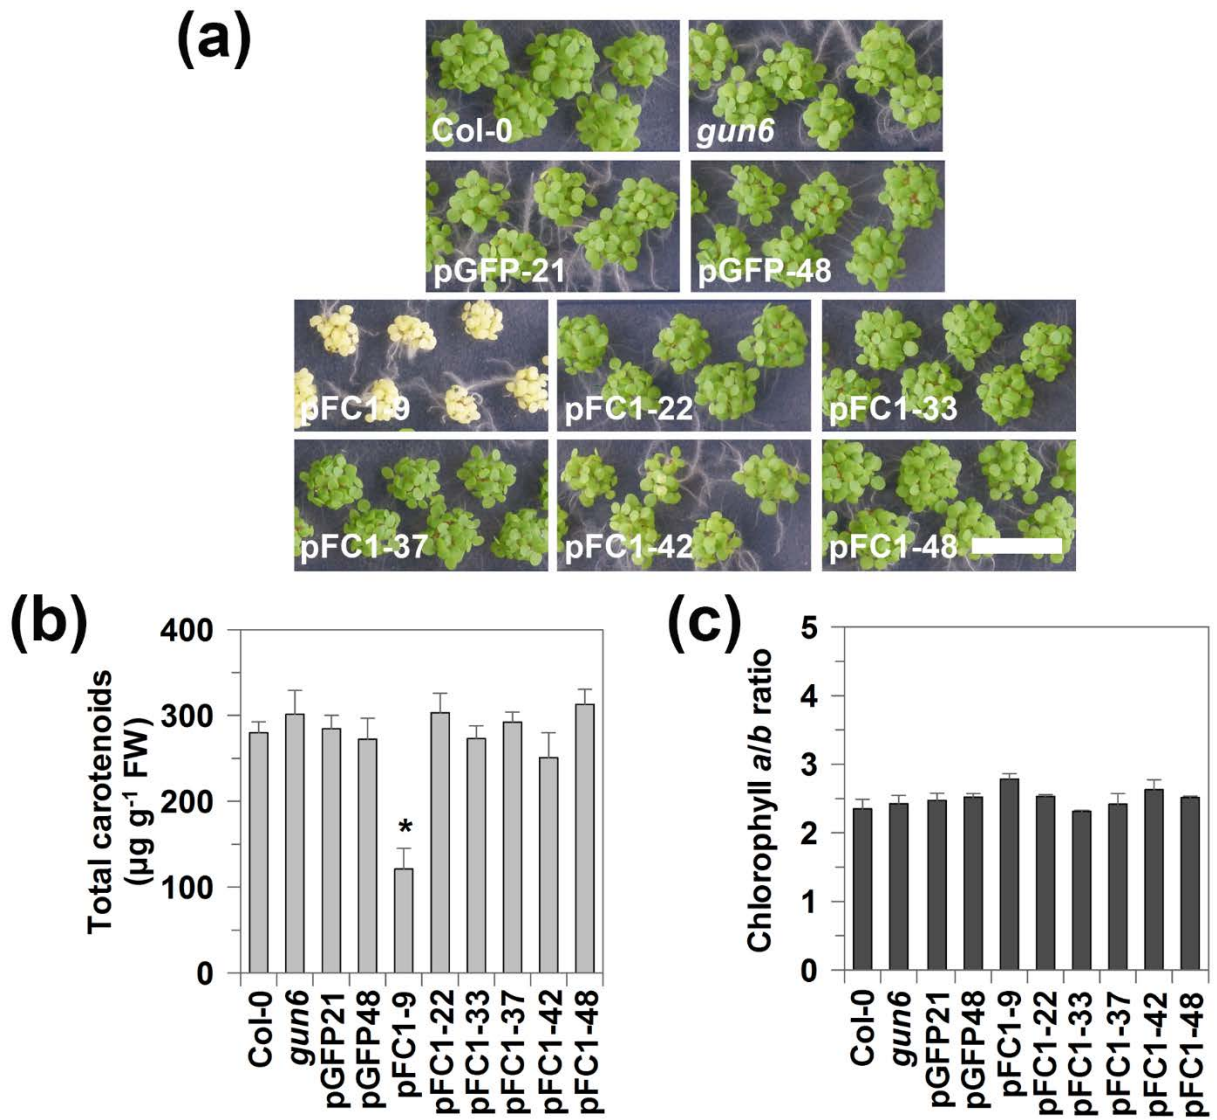 (a)
Col-0
gun6
pGFP-21
pGFP-48
pFC1-9
pFC1-22
pFC1-33
pFC1-37
pFC1-42
pFC1-48
(b)
Total carotenoids
(µg g⁻¹ FW)
400
300
200
100
0
*
Col-0
gun6
pGFP21
pGFP48
pFC1-9
pFC1-22
pFC1-33
pFC1-37
pFC1-42
pFC1-48
(c)
Chlorophyll a/b ratio
5
4
3
2
1
0
Col-0
gun6
pGFP21
pGFP48
pFC1-9
pFC1-22
pFC1-33
pFC1-37
pFC1-42
pFC1-48